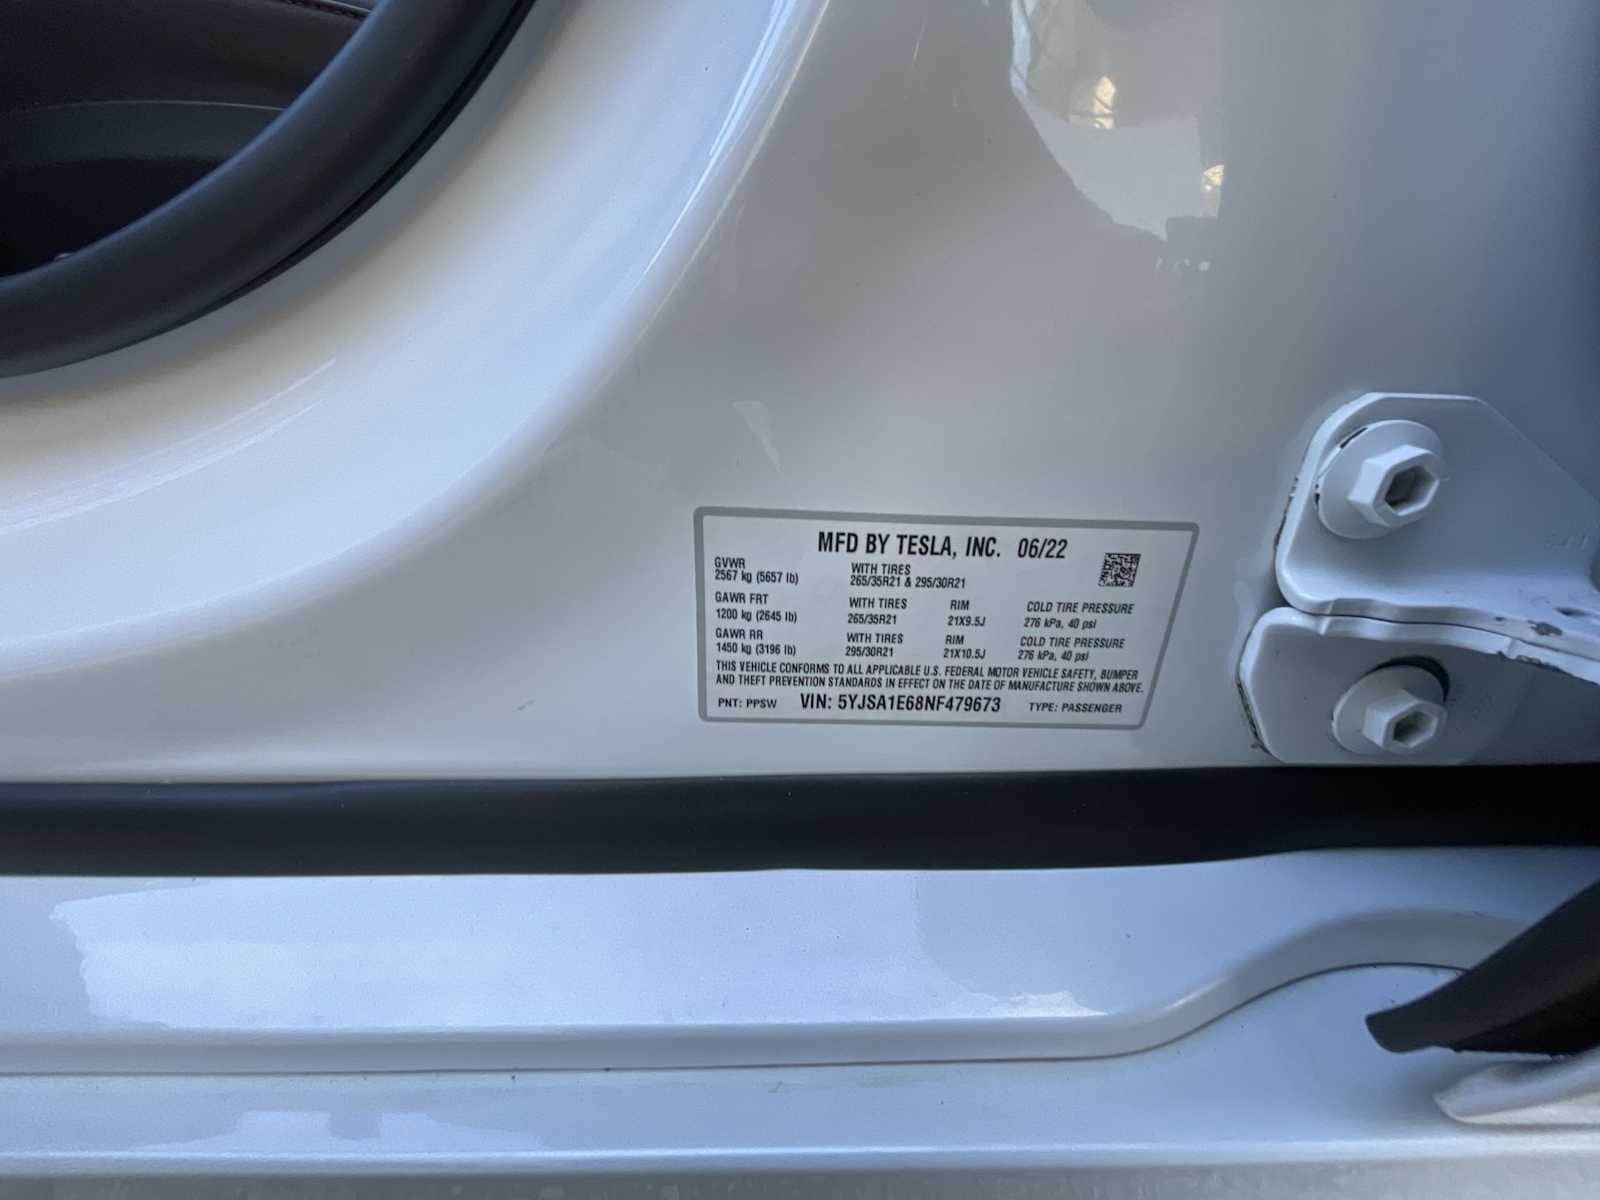 MFD BY TESLA, INC. 06/22
GVWR
2567 kg (5657 lb)
WITH TIRES
265/35R21 & 295/30R21
GAWR FRT WITH TIRES RIM COLD TIRE PRESSURE
1200 kg (2645 lb) 265/35R21 21X9.5J 276 kPa, 40 psi
GAWR RR WITH TIRES RIM COLD TIRE PRESSURE
1450 kg (3196 lb) 295/30R21 21X10.5J 276 kPa, 40 psi
THIS VEHICLE CONFORMS TO ALL APPLICABLE U.S. FEDERAL MOTOR VEHICLE SAFETY, BUMPER
AND THEFT PREVENTION STANDARDS IN EFFECT ON THE DATE OF MANUFACTURE SHOWN ABOVE.
PNT: PPSW VIN: 5YJSA1E68NF479673 TYPE: PASSENGER